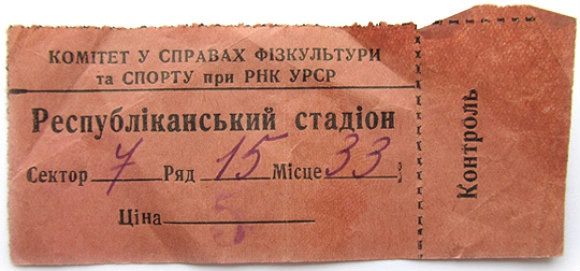 КОМІТЕТ У СПРАВАХ ФІЗКУЛЬТУРИ
та СПОРТУ при РНК УРСР
Республіканський стадіон
Сектор 7 Ряд 15 Місце 33
Ціна 5
Контроль